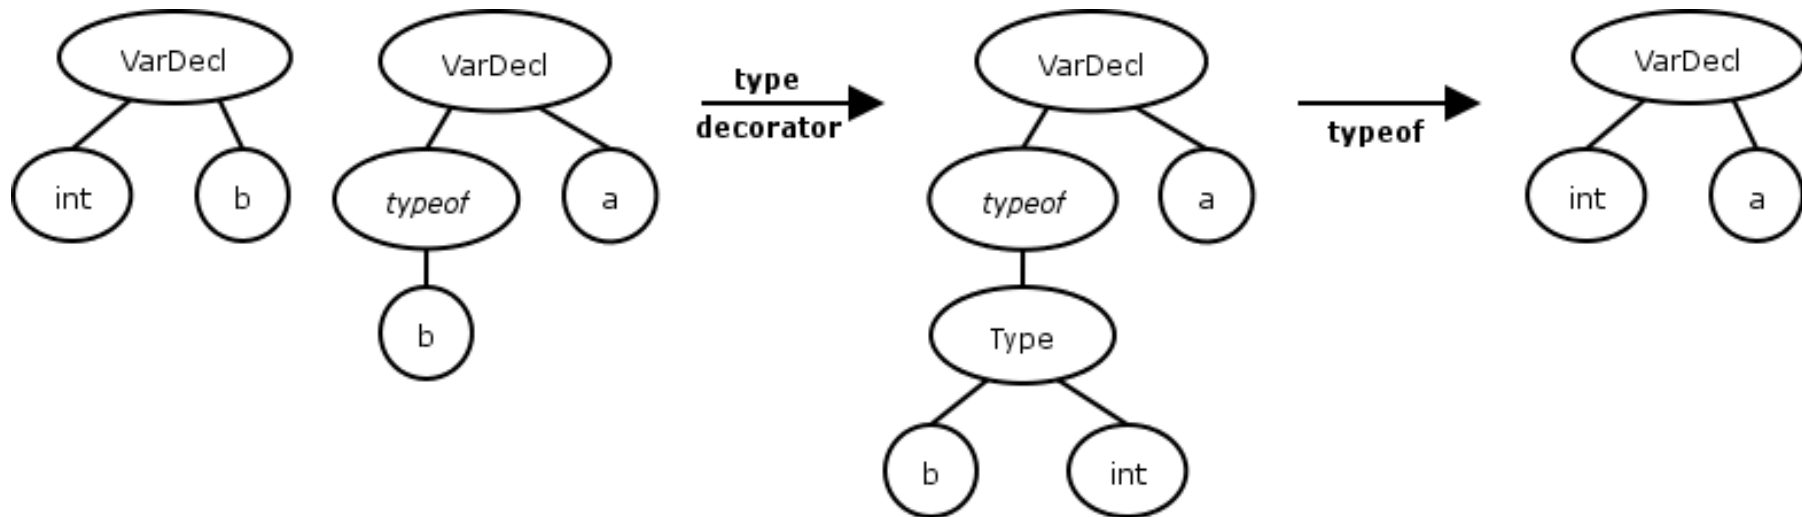 VarDecl
int
b
VarDecl
typeof
a
b
type
decorator
VarDecl
typeof
a
Type
b
int
typeof
VarDecl
int
a